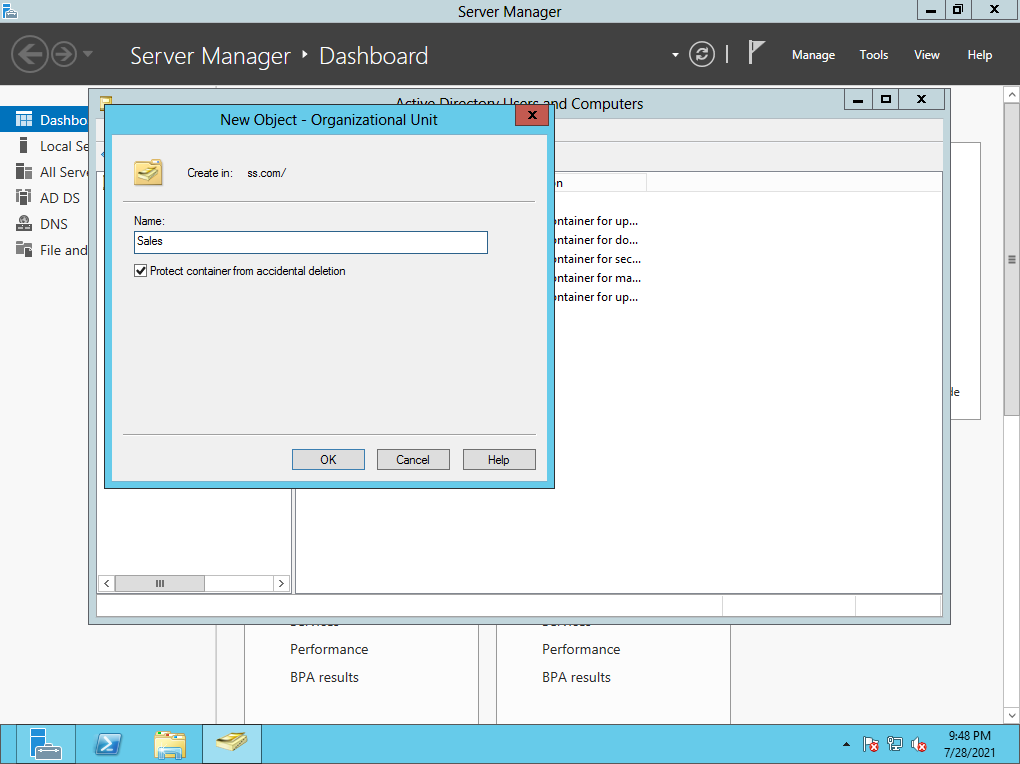 Server Manager
Server Manager Dashboard
Manage Tools View Help
Active Directory Users and Computers
New Object - Organizational Unit
Create in: ss.com/
Name:
Sales
Protect container from accidental deletion
OK Cancel Help
Dashbo
Local Se
All Serve
AD DS
DNS
File and
on
ontainer for up...
ontainer for do...
ontainer for sec...
ontainer for ma...
ontainer for up...
de
Services Services
Performance Performance
BPA results BPA results
9:48 PM
7/28/2021